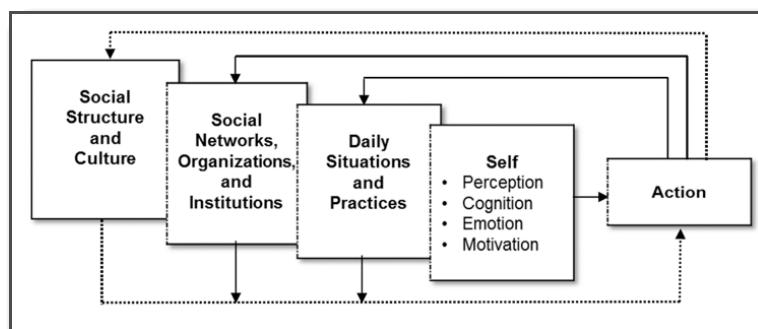 Social
Structure
and
Culture
Social
Networks,
Organizations,
and
Institutions
Daily
Situations
and
Practices
Self
• Perception
• Cognition
• Emotion
• Motivation
Action